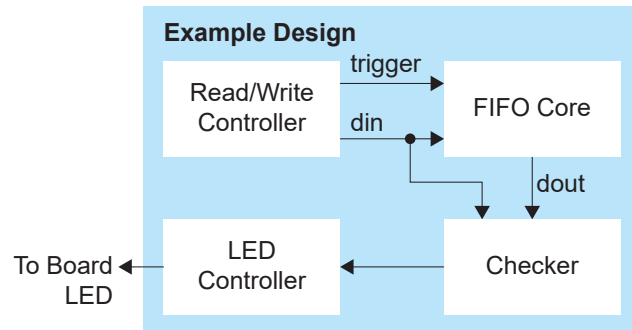 Example Design
trigger
Read/Write
Controller
din
FIFO Core
dout
To Board
LED
LED
Controller
Checker